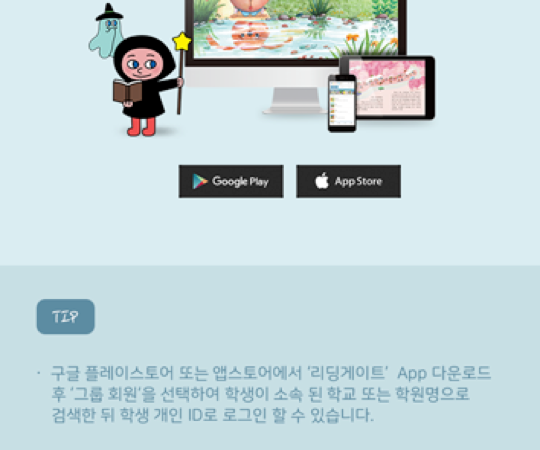 Google Play
App Store
TIP
· 구글 플레이스토어 또는 앱스토어에서 '리딩게이트' App 다운로드
후 '그룹 회원'을 선택하여 학생이 소속 된 학교 또는 학원명으로
검색한 뒤 학생 개인 ID로 로그인 할 수 있습니다.